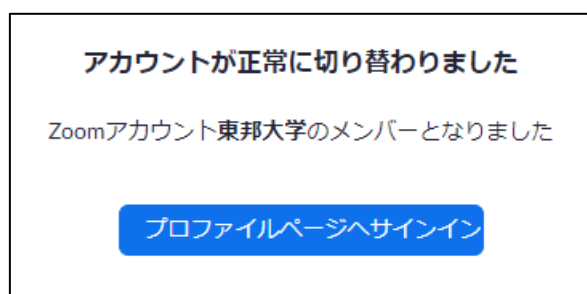 アカウントが正常に切り替わりました
Zoomアカウント東邦大学のメンバーとなりました
プロファイルページへサインイン